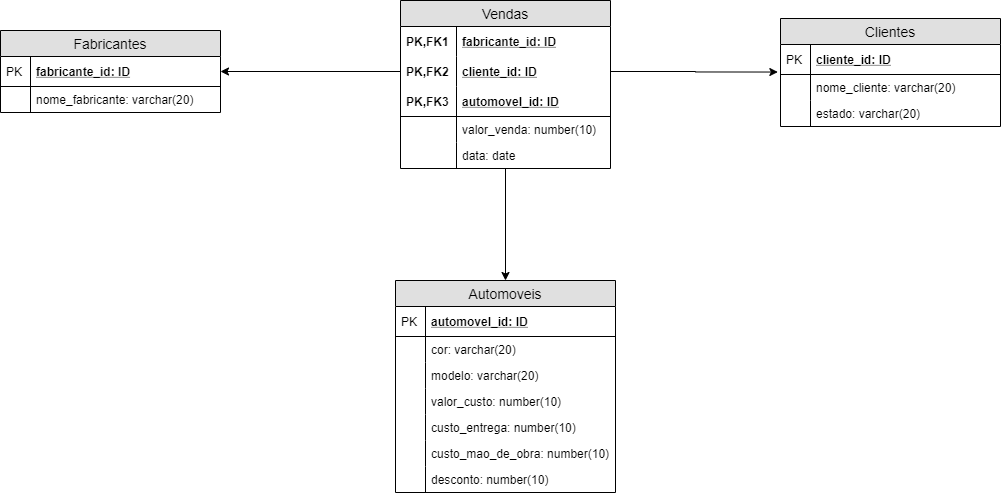 Vendas
PK,FK1 fabricante_id: ID
PK,FK2 cliente_id: ID
PK,FK3 automovel_id: ID
valor_venda: number(10)
data: date
Fabricantes
PK fabricante_id: ID
nome_fabricante: varchar(20)
Clientes
PK cliente_id: ID
nome_cliente: varchar(20)
estado: varchar(20)
Automoveis
PK automovel_id: ID
cor: varchar(20)
modelo: varchar(20)
valor_custo: number(10)
custo_entrega: number(10)
custo_mao_de_obra: number(10)
desconto: number(10)